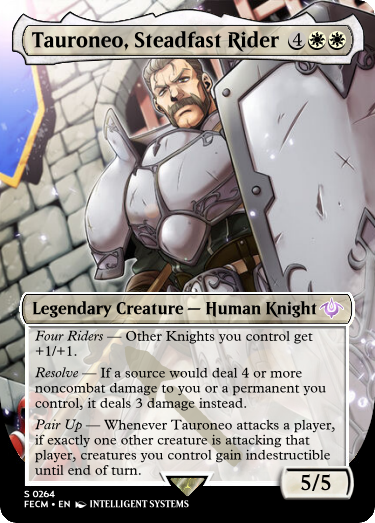 Tauroneo, Steadfast Rider 4
Legendary Creature — Human Knight
Four Riders — Other Knights you control get
+1/+1.
Resolve — If a source would deal 4 or more
noncombat damage to you or a permanent you
control, it deals 3 damage instead.
Pair Up — Whenever Tauroneo attacks a player,
if exactly one other creature is attacking that
player, creatures you control gain indestructible
until end of turn.
5/5
S 0264
FECM • EN INTELLIGENT SYSTEMS